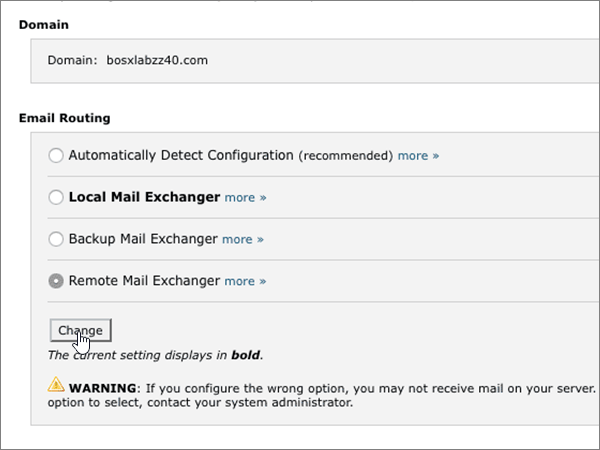 Domain
Domain: bosxlabzz40.com
Email Routing
Automatically Detect Configuration (recommended) more »
Local Mail Exchanger more »
Backup Mail Exchanger more »
Remote Mail Exchanger more »
Change
The current setting displays in bold.
WARNING: If you configure the wrong option, you may not receive mail on your server.
option to select, contact your system administrator.